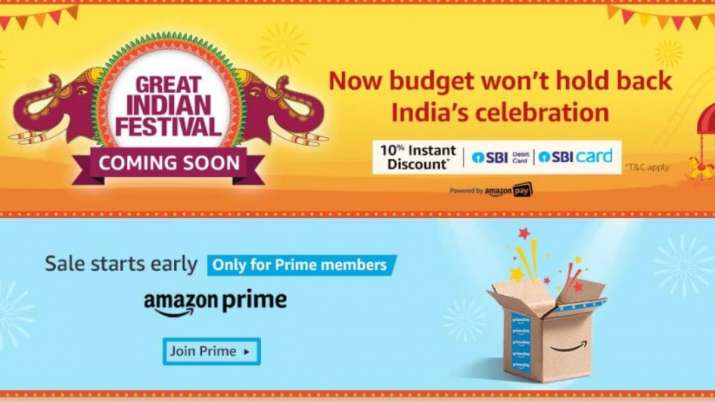 GREAT
INDIAN
FESTIVAL
COMING SOON
Now budget won't hold back
India's celebration
10% Instant
Discount*
SBI Debit Card
SBI card
*T&C apply
Powered by amazon pay
Sale starts early Only for Prime members
amazon prime
Join Prime ▸